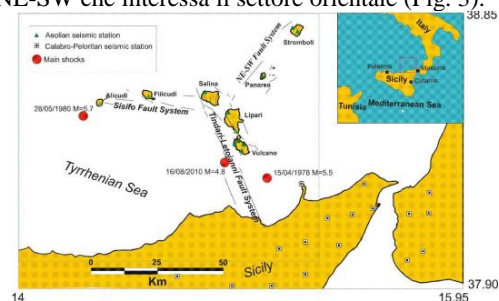 NE-SW che interessa il settore orientale (Fig. 3).
38.85
Aeolian seismic station
Calabro-Peloritan seismic station
Main shocks
Stromboli
NE-SW Fault System
Panarea
Italy
Palermo
Messina
Sicily
Catania
Tunisia
Mediterranean Sea
28/05/1980 M=5.7
Alicudi
Filicudi
Sisifo Fault System
Salina
Lipari
Tindari-Letojanni Fault System
Vulcano
16/08/2010 M=4.8
15/04/1978 M=5.5
Tyrrhenian Sea
0
25
50
Km
Sicily
37.90
14
15.95